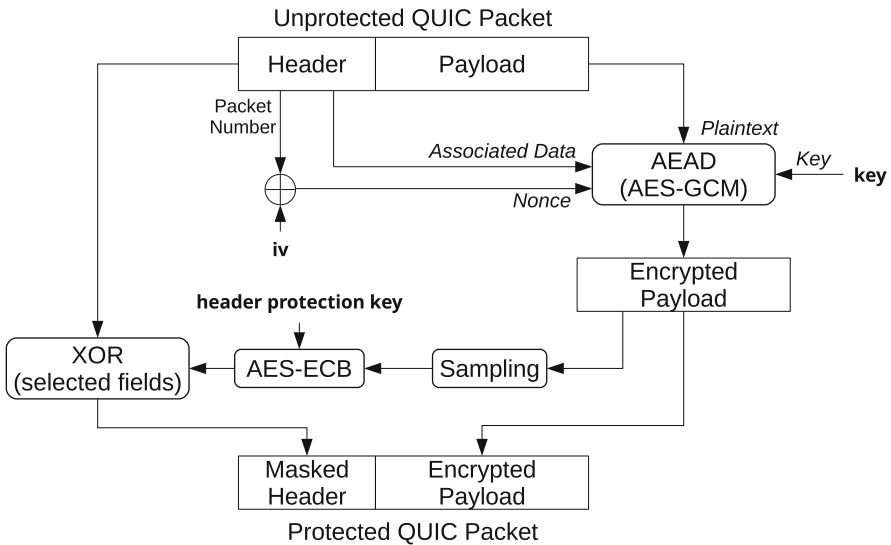 Unprotected QUIC Packet
Header
Payload
Packet
Number
Associated Data
Plaintext
AEAD
(AES-GCM)
Key
key
Nonce
iv
Encrypted
Payload
header protection key
XOR
(selected fields)
AES-ECB
Sampling
Masked
Header
Encrypted
Payload
Protected QUIC Packet